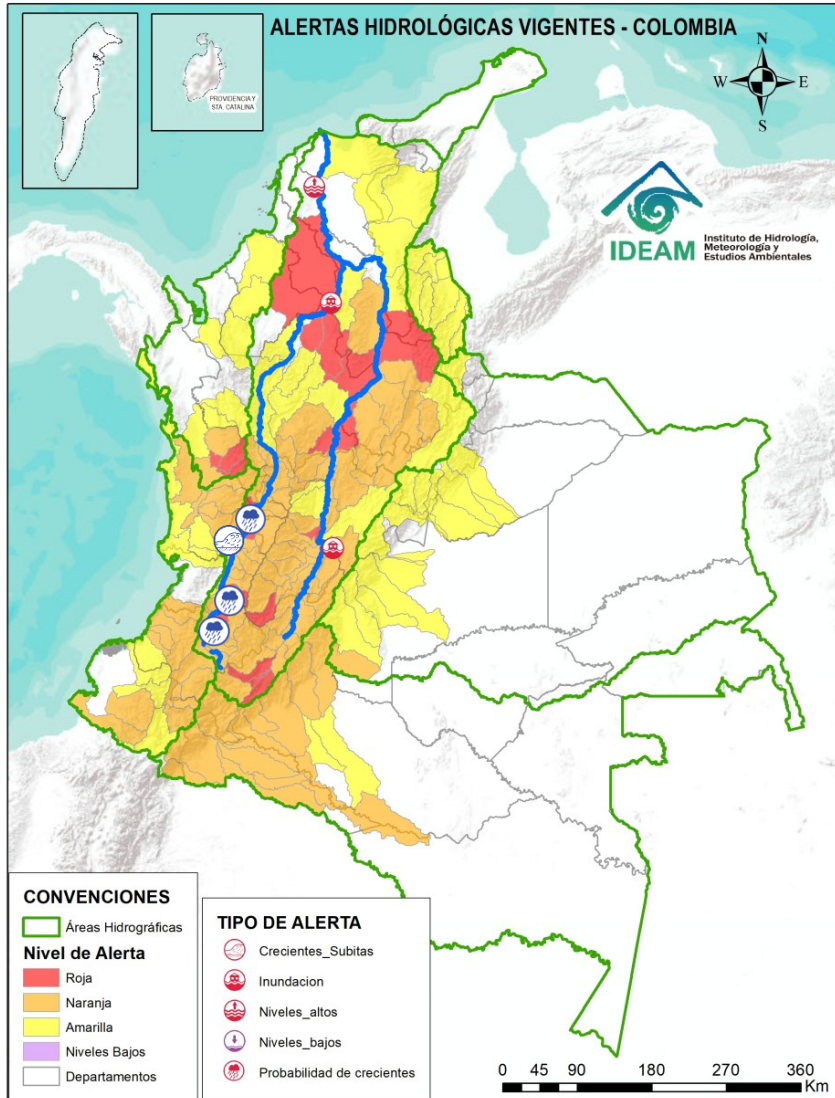 ALERTAS HIDROLÓGICAS VIGENTES - COLOMBIA
PROVIDENCIA Y
STA. CATALINA
N
W
E
S
IDEAM
Instituto de Hidrología,
Meteorología y
Estudios Ambientales
CONVENCIONES
Áreas Hidrográficas
Nivel de Alerta
Roja
Naranja
Amarilla
Niveles Bajos
Departamentos
TIPO DE ALERTA
Crecientes_Subitas
Inundacion
Niveles_altos
Niveles_bajos
Probabilidad de crecientes
0 45 90 180 270 360
Km